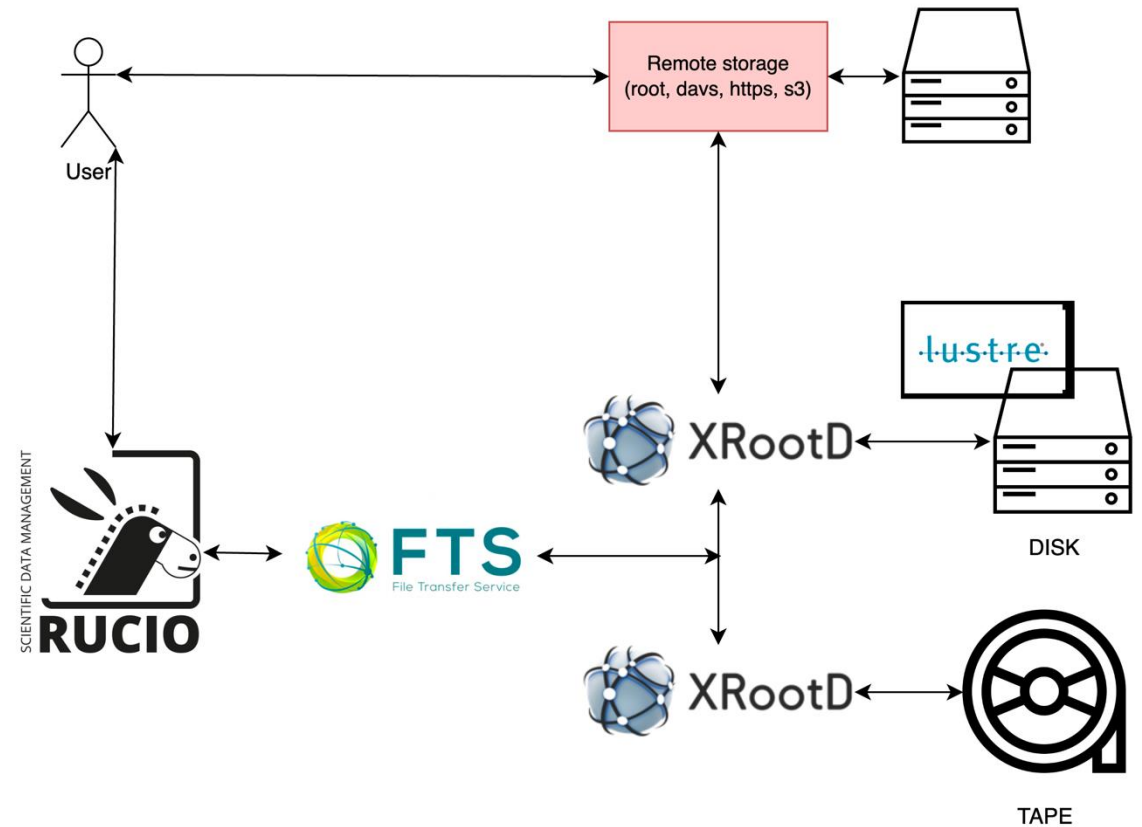 Remote storage
(root, davs, https, s3)
User
lustre
XRootD
DISK
SCIENTIFIC DATA MANAGEMENT
RUCIO
FTS
File Transfer Service
XRootD
TAPE